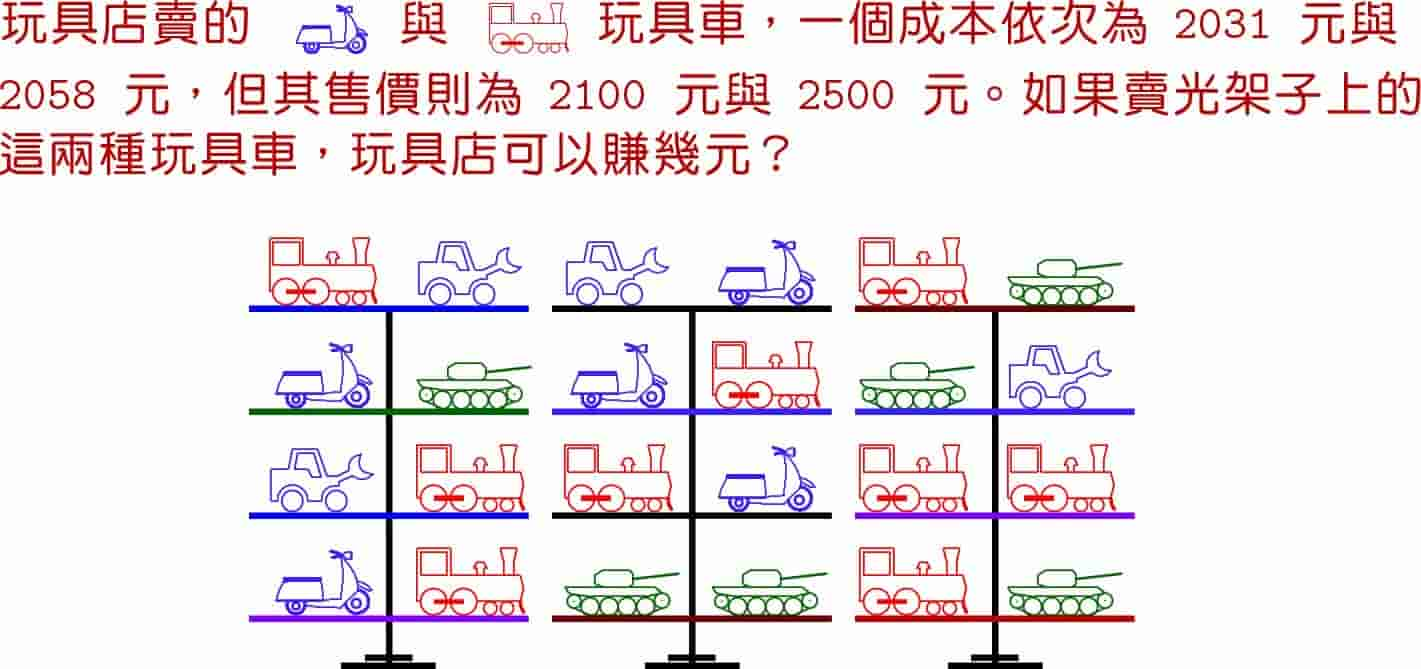 玩具店賣的 與 玩具車，一個成本依次為 2031 元與
2058 元，但其售價則為 2100 元與 2500 元。如果賣光架子上的
這兩種玩具車，玩具店可以賺幾元？